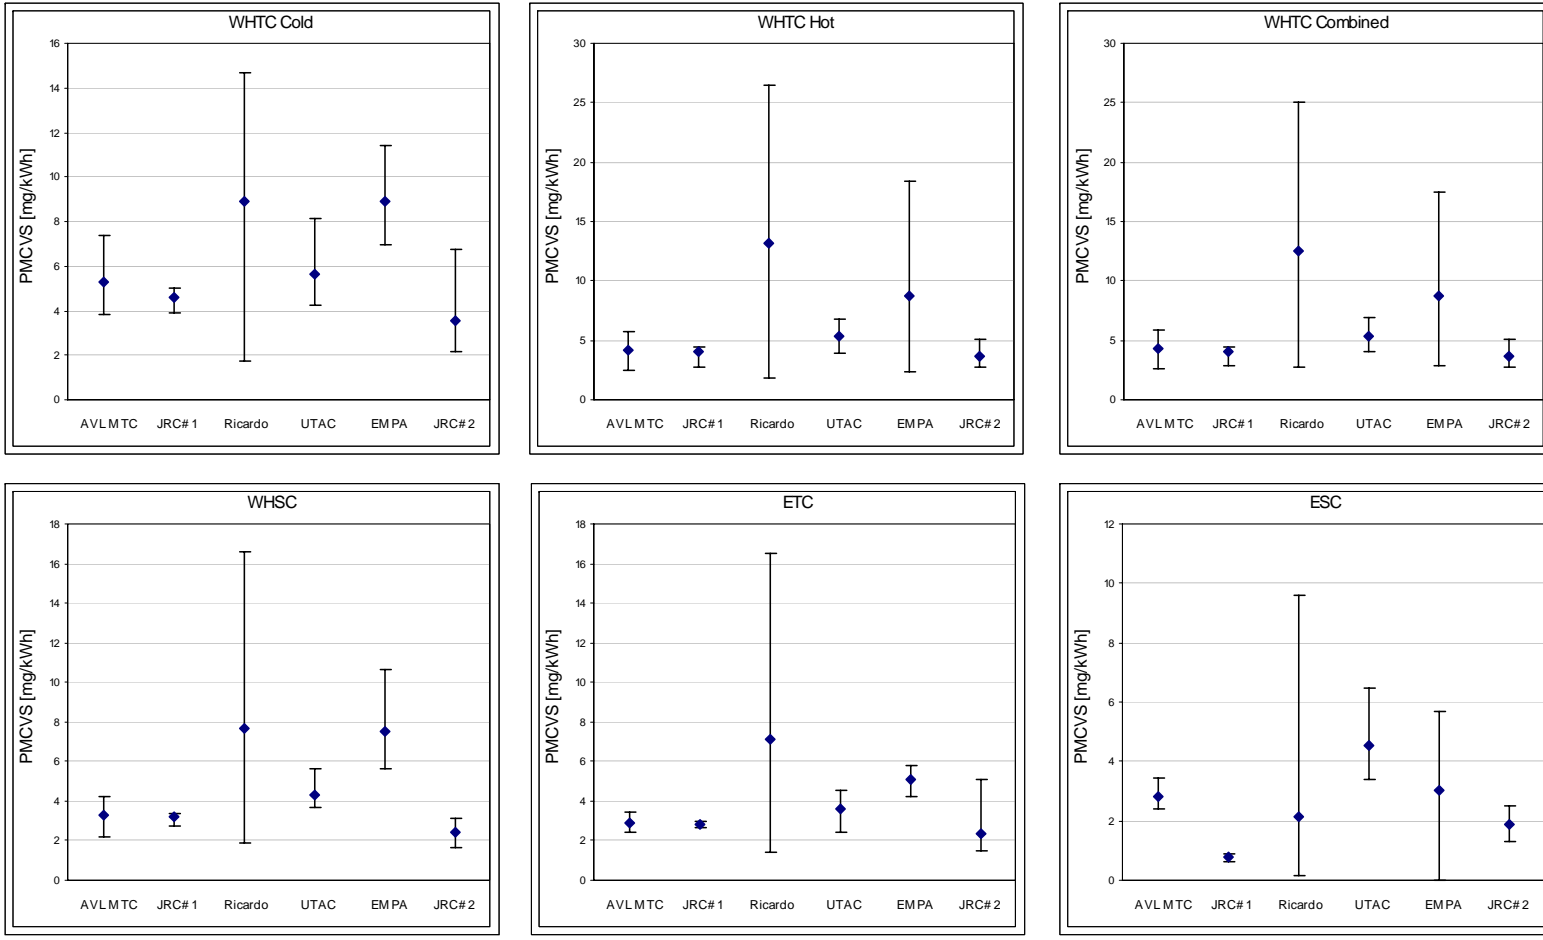 WHTC Cold
PMCVS [mg/kWh]
16
14
12
10
8
6
4
2
0
AVL MTC JRC#1 Ricardo UTAC EMPA JRC#2
WHTC Hot
PMCVS [mg/kWh]
30
25
20
15
10
5
0
AVL MTC JRC#1 Ricardo UTAC EMPA JRC#2
WHTC Combined
PMCVS [mg/kWh]
30
25
20
15
10
5
0
AVL MTC JRC#1 Ricardo UTAC EMPA JRC#2
WHSC
PMCVS [mg/kWh]
18
16
14
12
10
8
6
4
2
0
AVL MTC JRC#1 Ricardo UTAC EMPA JRC#2
ETC
PMCVS [mg/kWh]
18
16
14
12
10
8
6
4
2
0
AVL MTC JRC#1 Ricardo UTAC EMPA JRC#2
ESC
PMCVS [mg/kWh]
12
10
8
6
4
2
0
AVL MTC JRC#1 Ricardo UTAC EMPA JRC#2